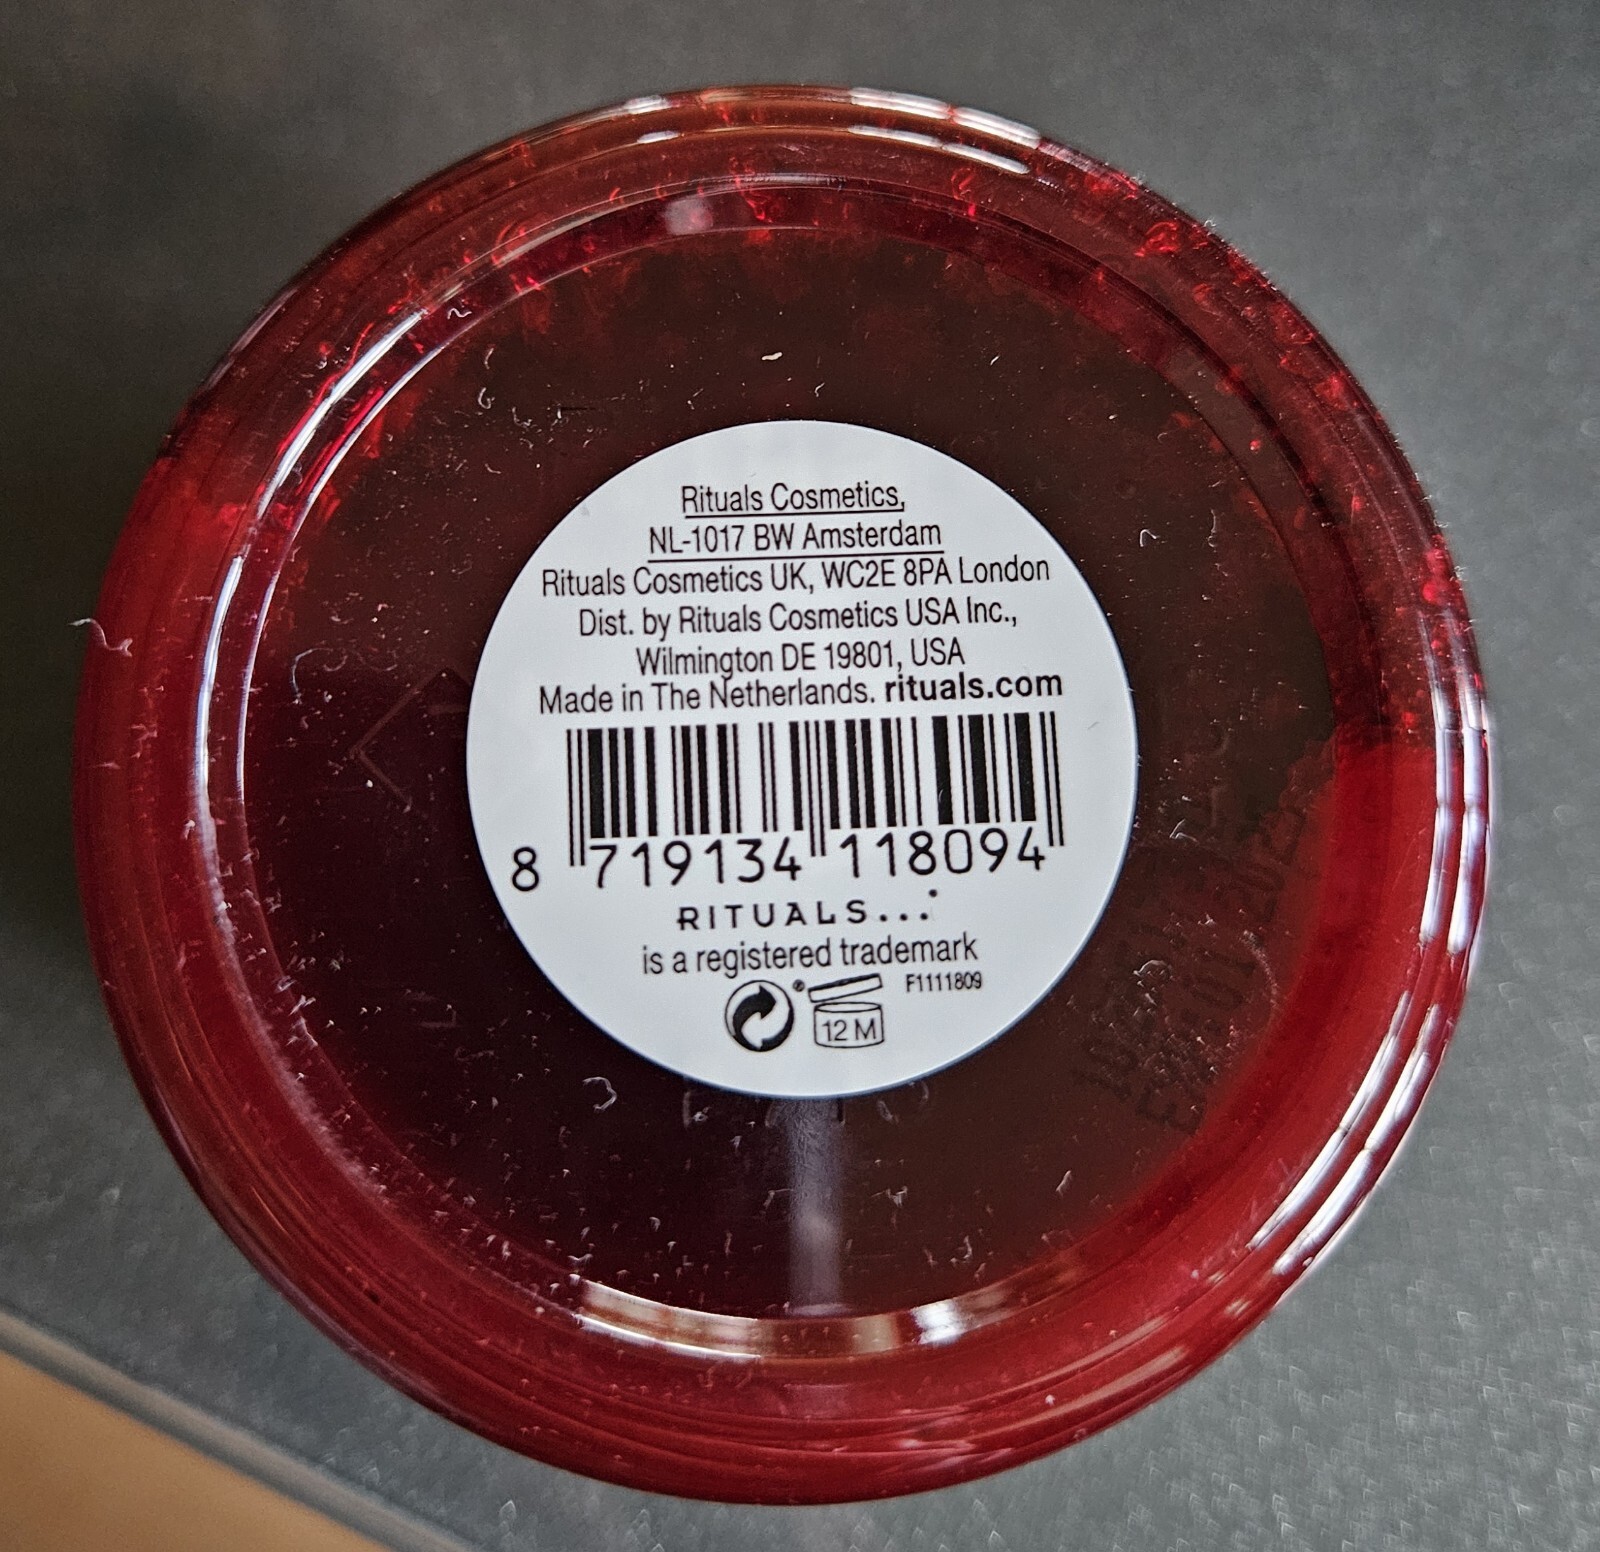 Rituals Cosmetics,
NL-1017 BW Amsterdam
Rituals Cosmetics UK, WC2E 8PA London
Dist. by Rituals Cosmetics USA Inc.,
Wilmington DE 19801, USA
Made in The Netherlands. rituals.com
8 719134 118094
RITUALS...
is a registered trademark
F1111809
12 M